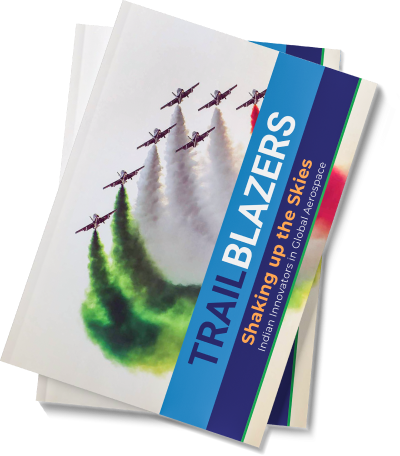 TRAILBLAZERS
Shaking up the Skies
Indian Innovators in Global Aerospace